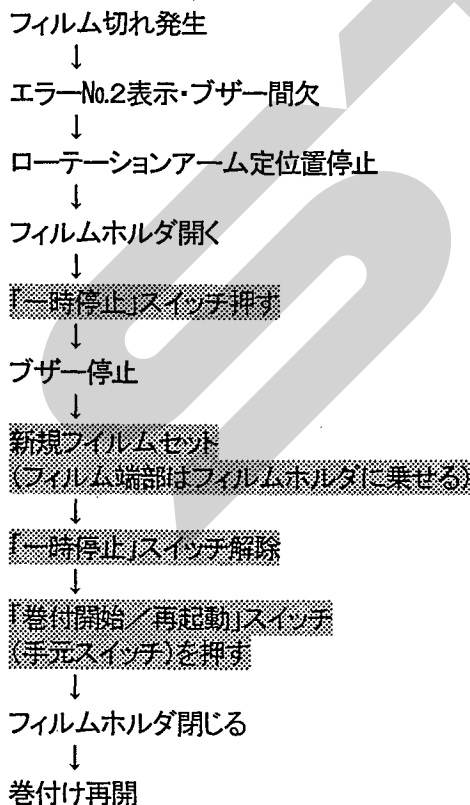 フィルム切れ発生
↓
エラーNo.2表示・ブザー間欠
↓
ローテーションアーム定位置停止
↓
フィルムホルダ開く
↓
「一時停止」スイッチ押す
↓
ブザー停止
↓
新規フイルムセット
(フィルム端部はフィルムホルダに乗せる)
↓
「一時停止」スイッチ解除
↓
「巻付開始／再起動」スイッチ
(手元スイッチ)を押す
↓
フィルムホルダ閉じる
↓
巻付け再開